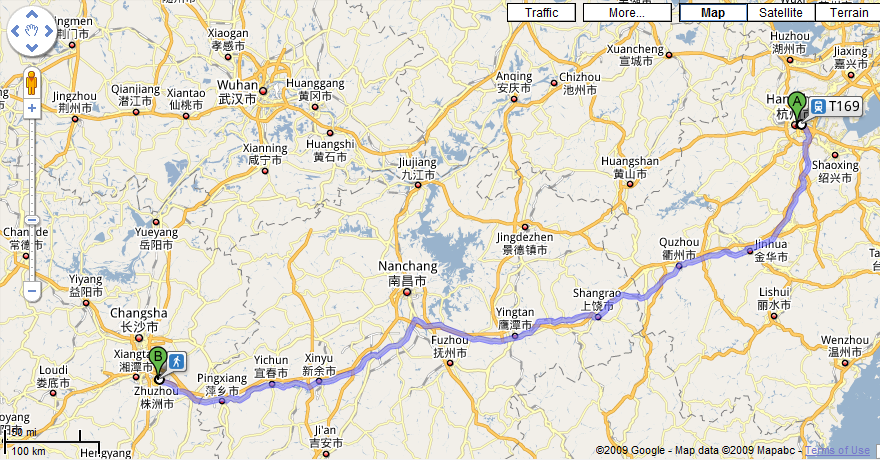 Traffic
More...
Map
Satellite
Terrain
Jingmen
荆门市
Xiaogan
孝感市
Wuhan
武汉市
Huanggang
黄冈市
Qianjiang
潜江市
Xiantao
仙桃市
Jingzhou
荆州市
Huangshi
黄石市
Xianning
咸宁市
Anqing
安庆市
Chizhou
池州市
Xuancheng
宣城市
Huzhou
湖州市
Jiaxing
嘉兴市
A
T169
Shaoxing
绍兴市
Huangshan
黄山市
Jiujiang
九江市
Yueyang
岳阳市
常德市
Jingdezhen
景德镇市
Quzhou
衢州市
Jinhua
金华市
Nanchang
南昌市
Yiyang
益阳市
Changsha
长沙市
Shangrao
上饶市
Lishui
丽水市
Yingtan
鹰潭市
Fuzhou
抚州市
Wenzhou
温州市
B
湘潭市
Loudi
娄底市
Zhuzhou
株洲市
Pingxiang
萍乡市
Yichun
宜春市
Xinyu
新余市
Ji'an
吉安市
Hengyang
50 mi
100 km
©2009 Google - Map data ©2009 Mapabc - Terms of Use